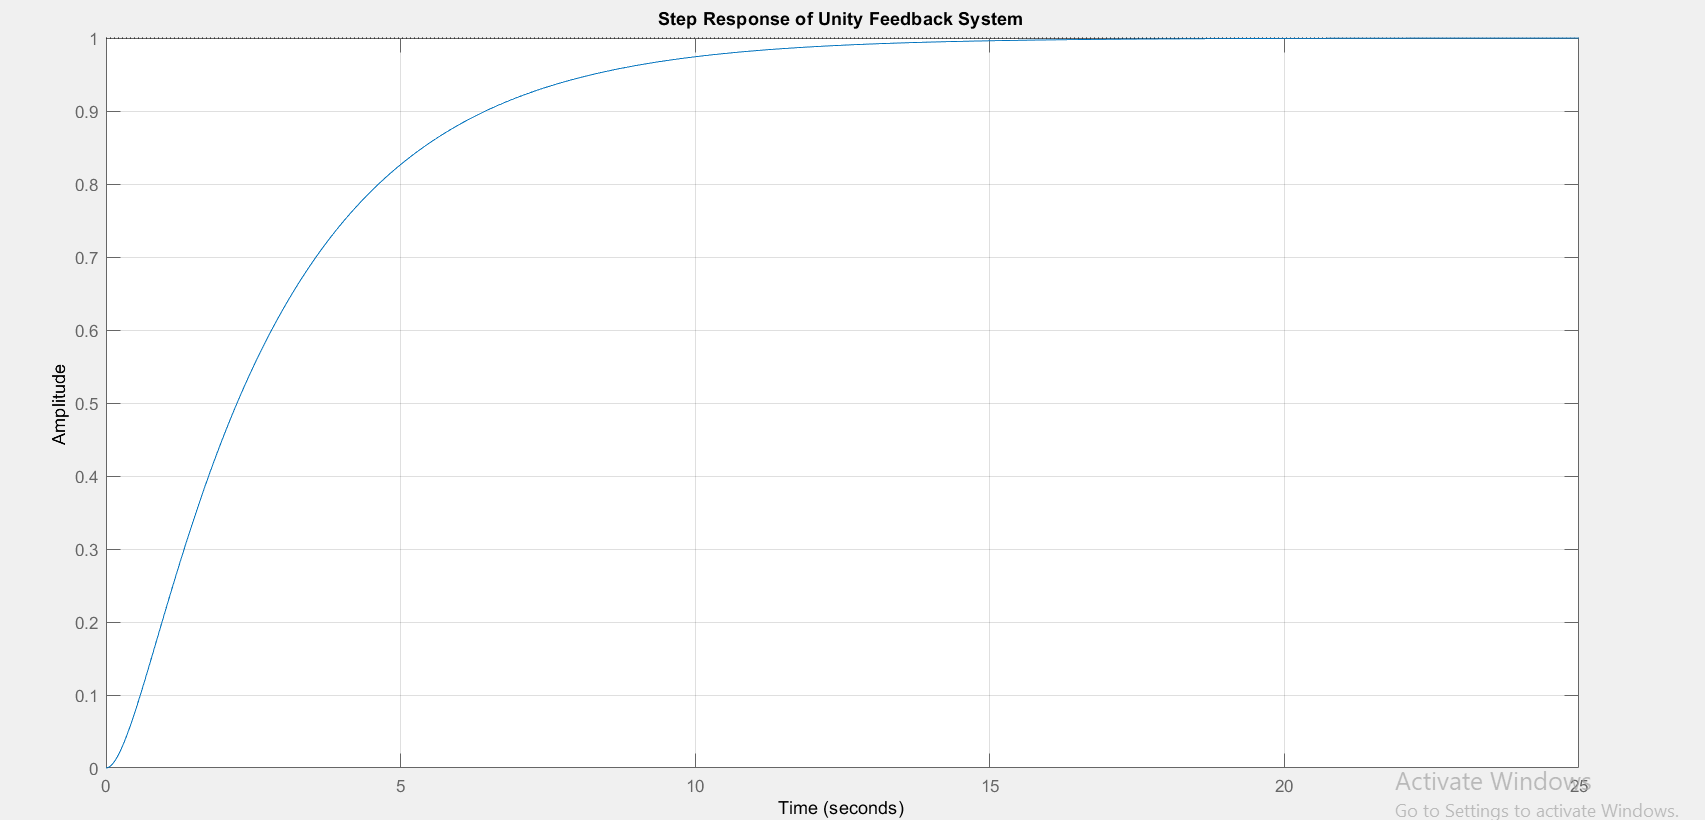 Step Response of Unity Feedback System
1
0.9
0.8
0.7
0.6
0.5
0.4
0.3
0.2
0.1
0
Amplitude
0 5 10 15 20 25
Time (seconds)
Activate Windows
Go to Settings to activate Windows.